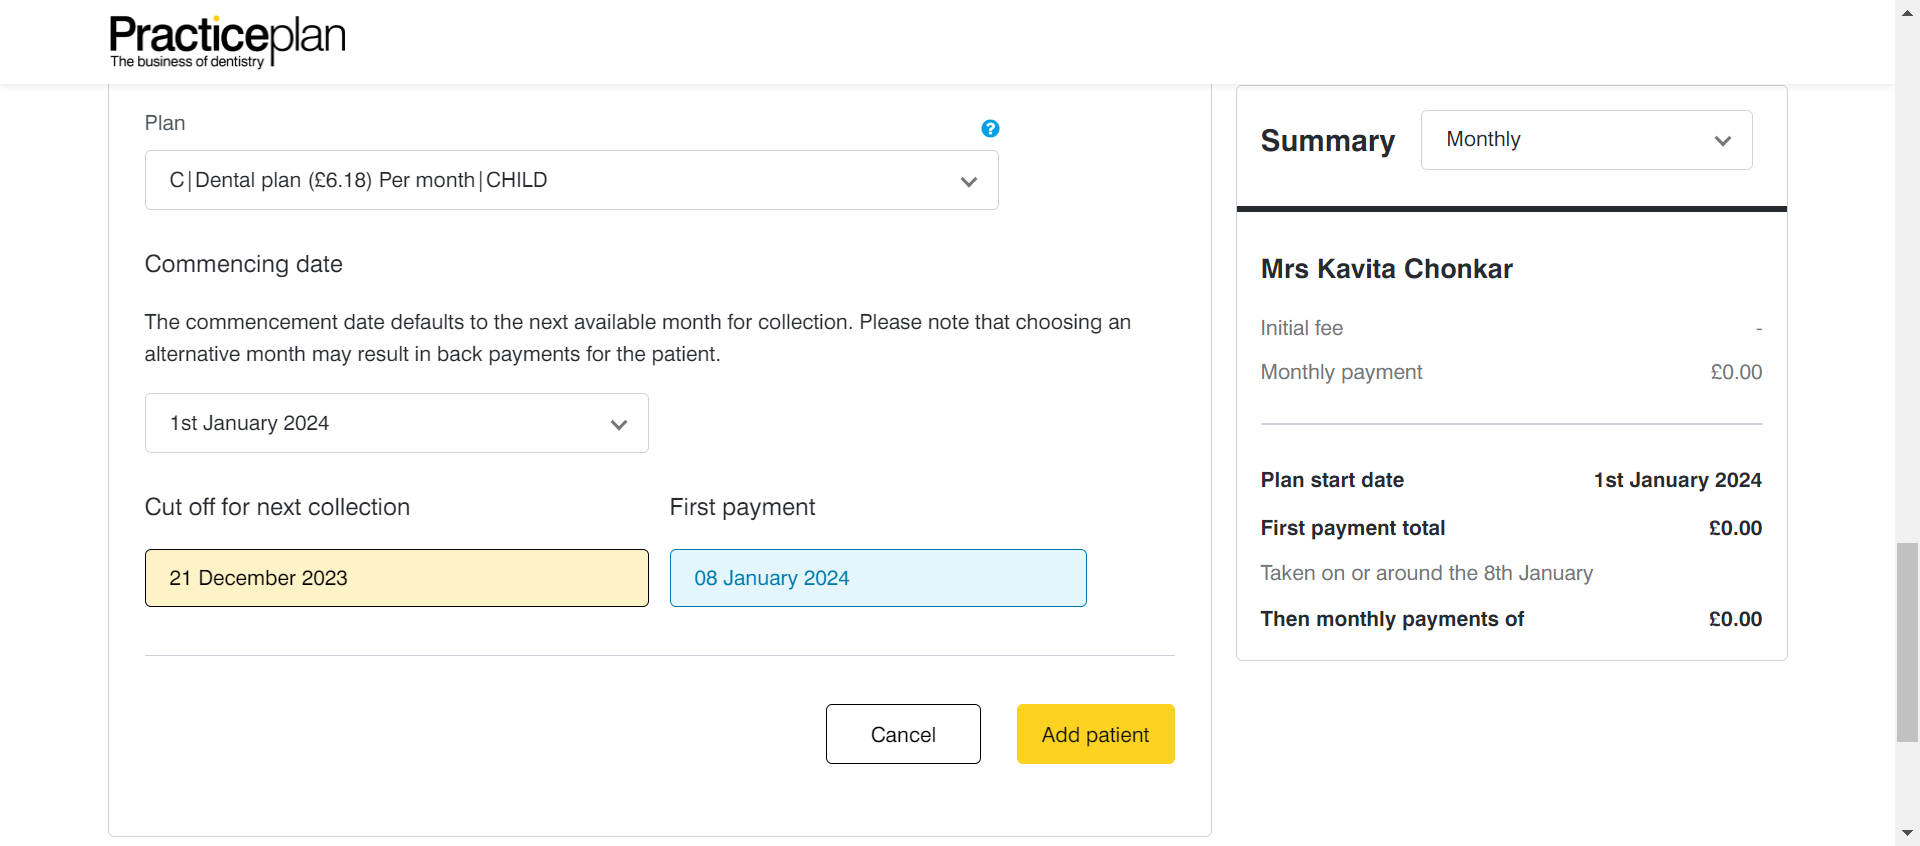 Practiceplan
The business of dentistry
Plan
?
C|Dental plan (£6.18) Per month|CHILD
Commencing date
The commencement date defaults to the next available month for collection. Please note that choosing an
alternative month may result in back payments for the patient.
1st January 2024
Cut off for next collection
First payment
21 December 2023
08 January 2024
Cancel
Add patient
Summary
Monthly
Mrs Kavita Chonkar
Initial fee -
Monthly payment £0.00
Plan start date 1st January 2024
First payment total £0.00
Taken on or around the 8th January
Then monthly payments of £0.00